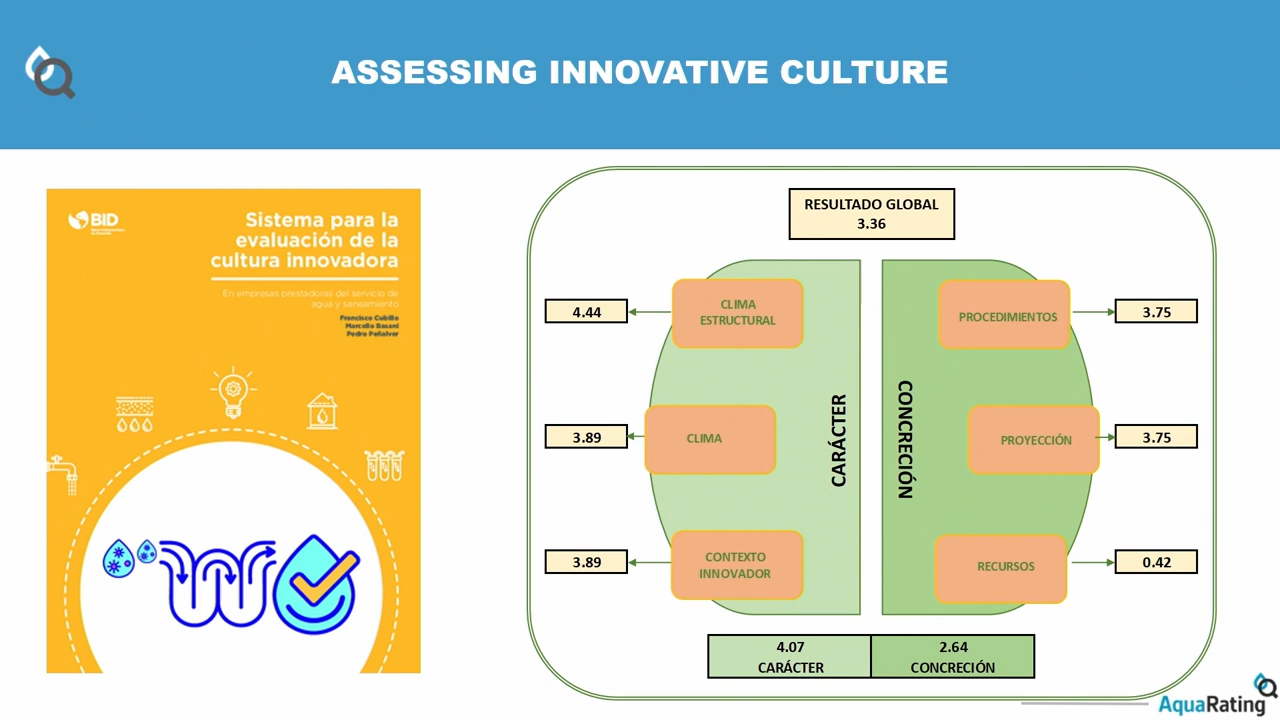 ASSESSING INNOVATIVE CULTURE
BID
Sistema para la
evaluación de la
cultura innovadora
En empresas prestadoras del servicio de
agua y saneamiento
Francisco Cubillo
Marcello Basani
Pedro Peñalver
RESULTADO GLOBAL
3.36
CLIMA
ESTRUCTURAL
4.44
CLIMA
3.89
CONTEXTO
INNOVADOR
3.89
CARÁCTER
CONCRECIÓN
PROCEDIMIENTOS
3.75
PROYECCIÓN
3.75
RECURSOS
0.42
4.07
CARÁCTER
2.64
CONCRECIÓN
AquaRating